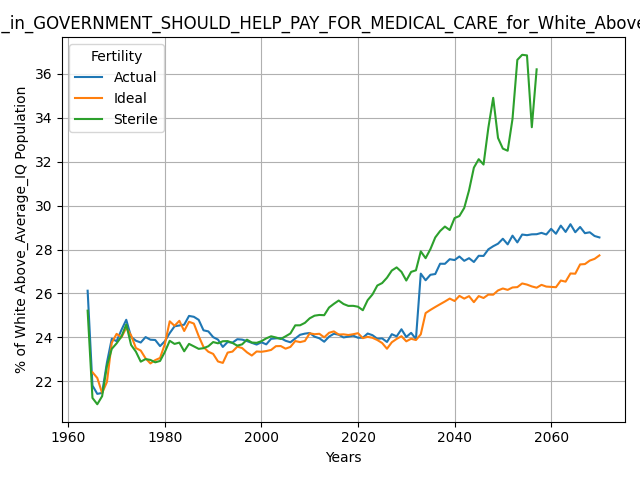 _in_GOVERNMENT_SHOULD_HELP_PAY_FOR_MEDICAL_CARE_for_White_Above
Fertility
Actual
Ideal
Sterile
% of White Above_Average_IQ Population
36
34
32
30
28
26
24
22
1960
1980
2000
2020
2040
2060
Years